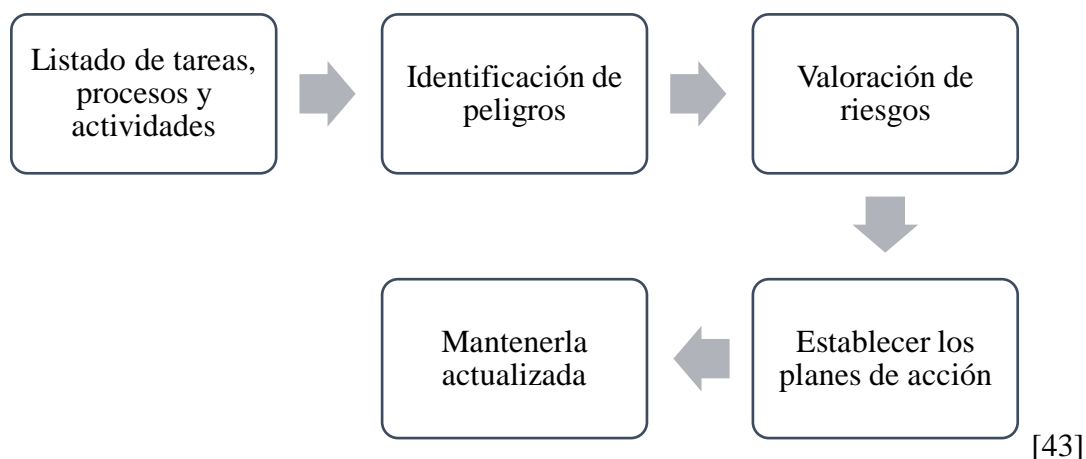 Listado de tareas,
procesos y
actividades
Identificación de
peligros
Valoración de
riesgos
Establecer los
planes de acción
Mantenerla
actualizada
[43]